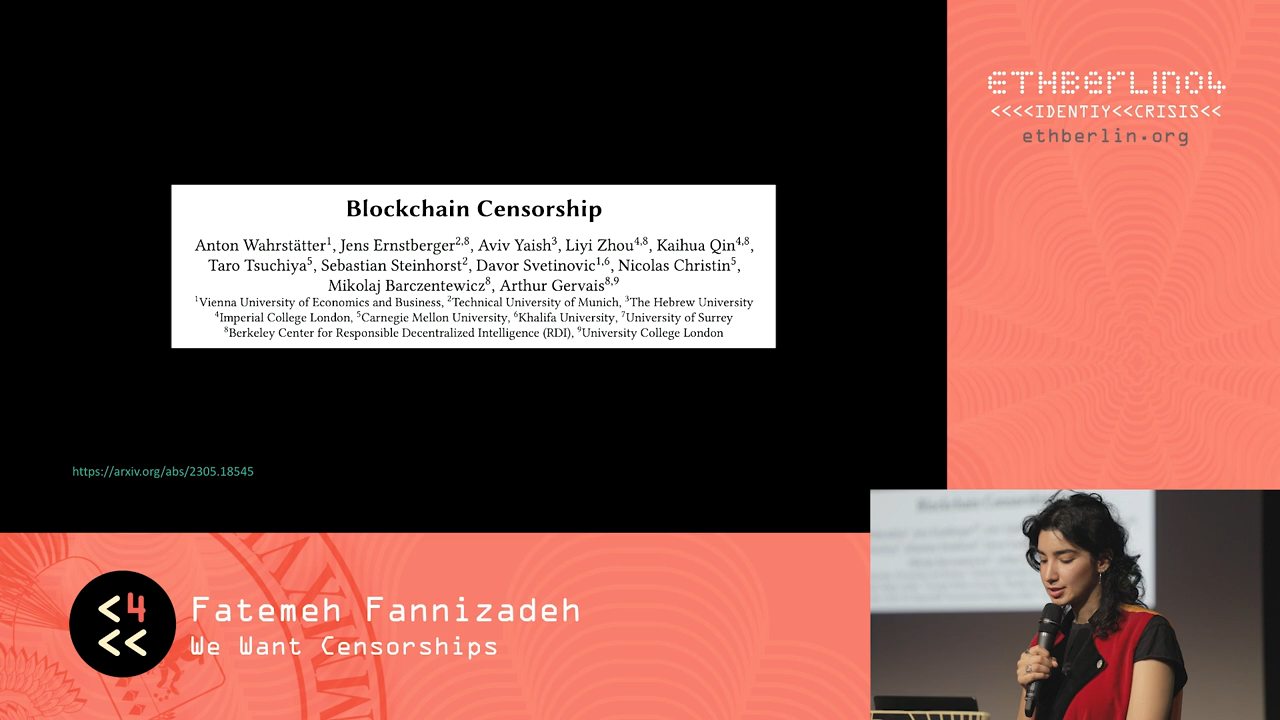 Blockchain Censorship
Anton Wahrstätter¹, Jens Ernstberger²,⁸, Aviv Yaish³, Liyi Zhou⁴,⁸, Kaihua Qin⁴,⁸,
Taro Tsuchiya⁵, Sebastian Steinhorst², Davor Svetinovic¹,⁶, Nicolas Christin⁵,
Mikolaj Barczentewicz⁸, Arthur Gervais⁸,⁹
¹Vienna University of Economics and Business, ²Technical University of Munich, ³The Hebrew University
⁴Imperial College London, ⁵Carnegie Mellon University, ⁶Khalifa University, ⁷University of Surrey
⁸Berkeley Center for Responsible Decentralized Intelligence (RDI), ⁹University College London
https://arxiv.org/abs/2305.18545
ETHBerlin04
<<<<IDENTIY<<CRISIS<<
ethberlin.org
<4
<<
Fatemeh Fannizadeh
We Want Censorships